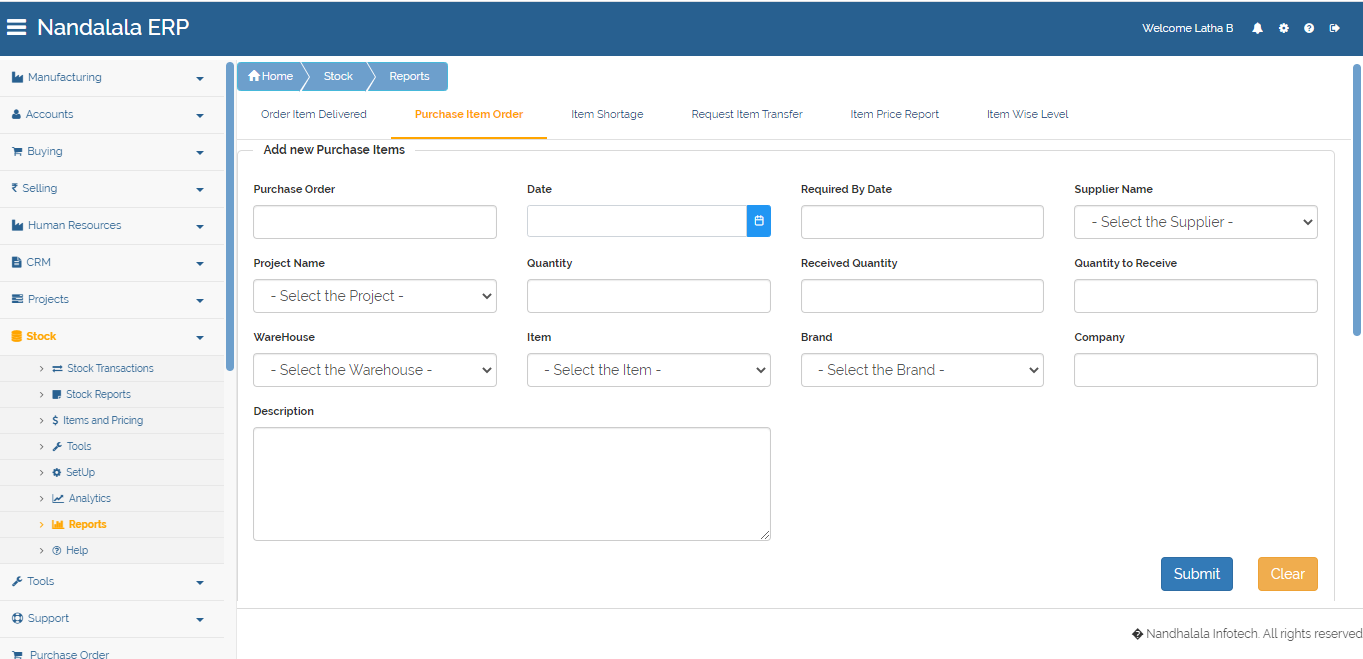 Nandalala ERP
Welcome Latha B
Manufacturing
Accounts
Buying
₹ Selling
Human Resources
CRM
Projects
Stock
Stock Transactions
Stock Reports
$ Items and Pricing
Tools
SetUp
Analytics
Reports
Help
Tools
Support
Purchase Order
Home Stock Reports
Order Item Delivered Purchase Item Order Item Shortage Request Item Transfer Item Price Report Item Wise Level
Add new Purchase Items
Purchase Order Date Required By Date Supplier Name
- Select the Supplier -
Project Name Quantity Received Quantity Quantity to Receive
- Select the Project -
WareHouse Item Brand Company
- Select the Warehouse - - Select the Item - - Select the Brand -
Description
Submit Clear
� Nandhalala Infotech. All rights reserved